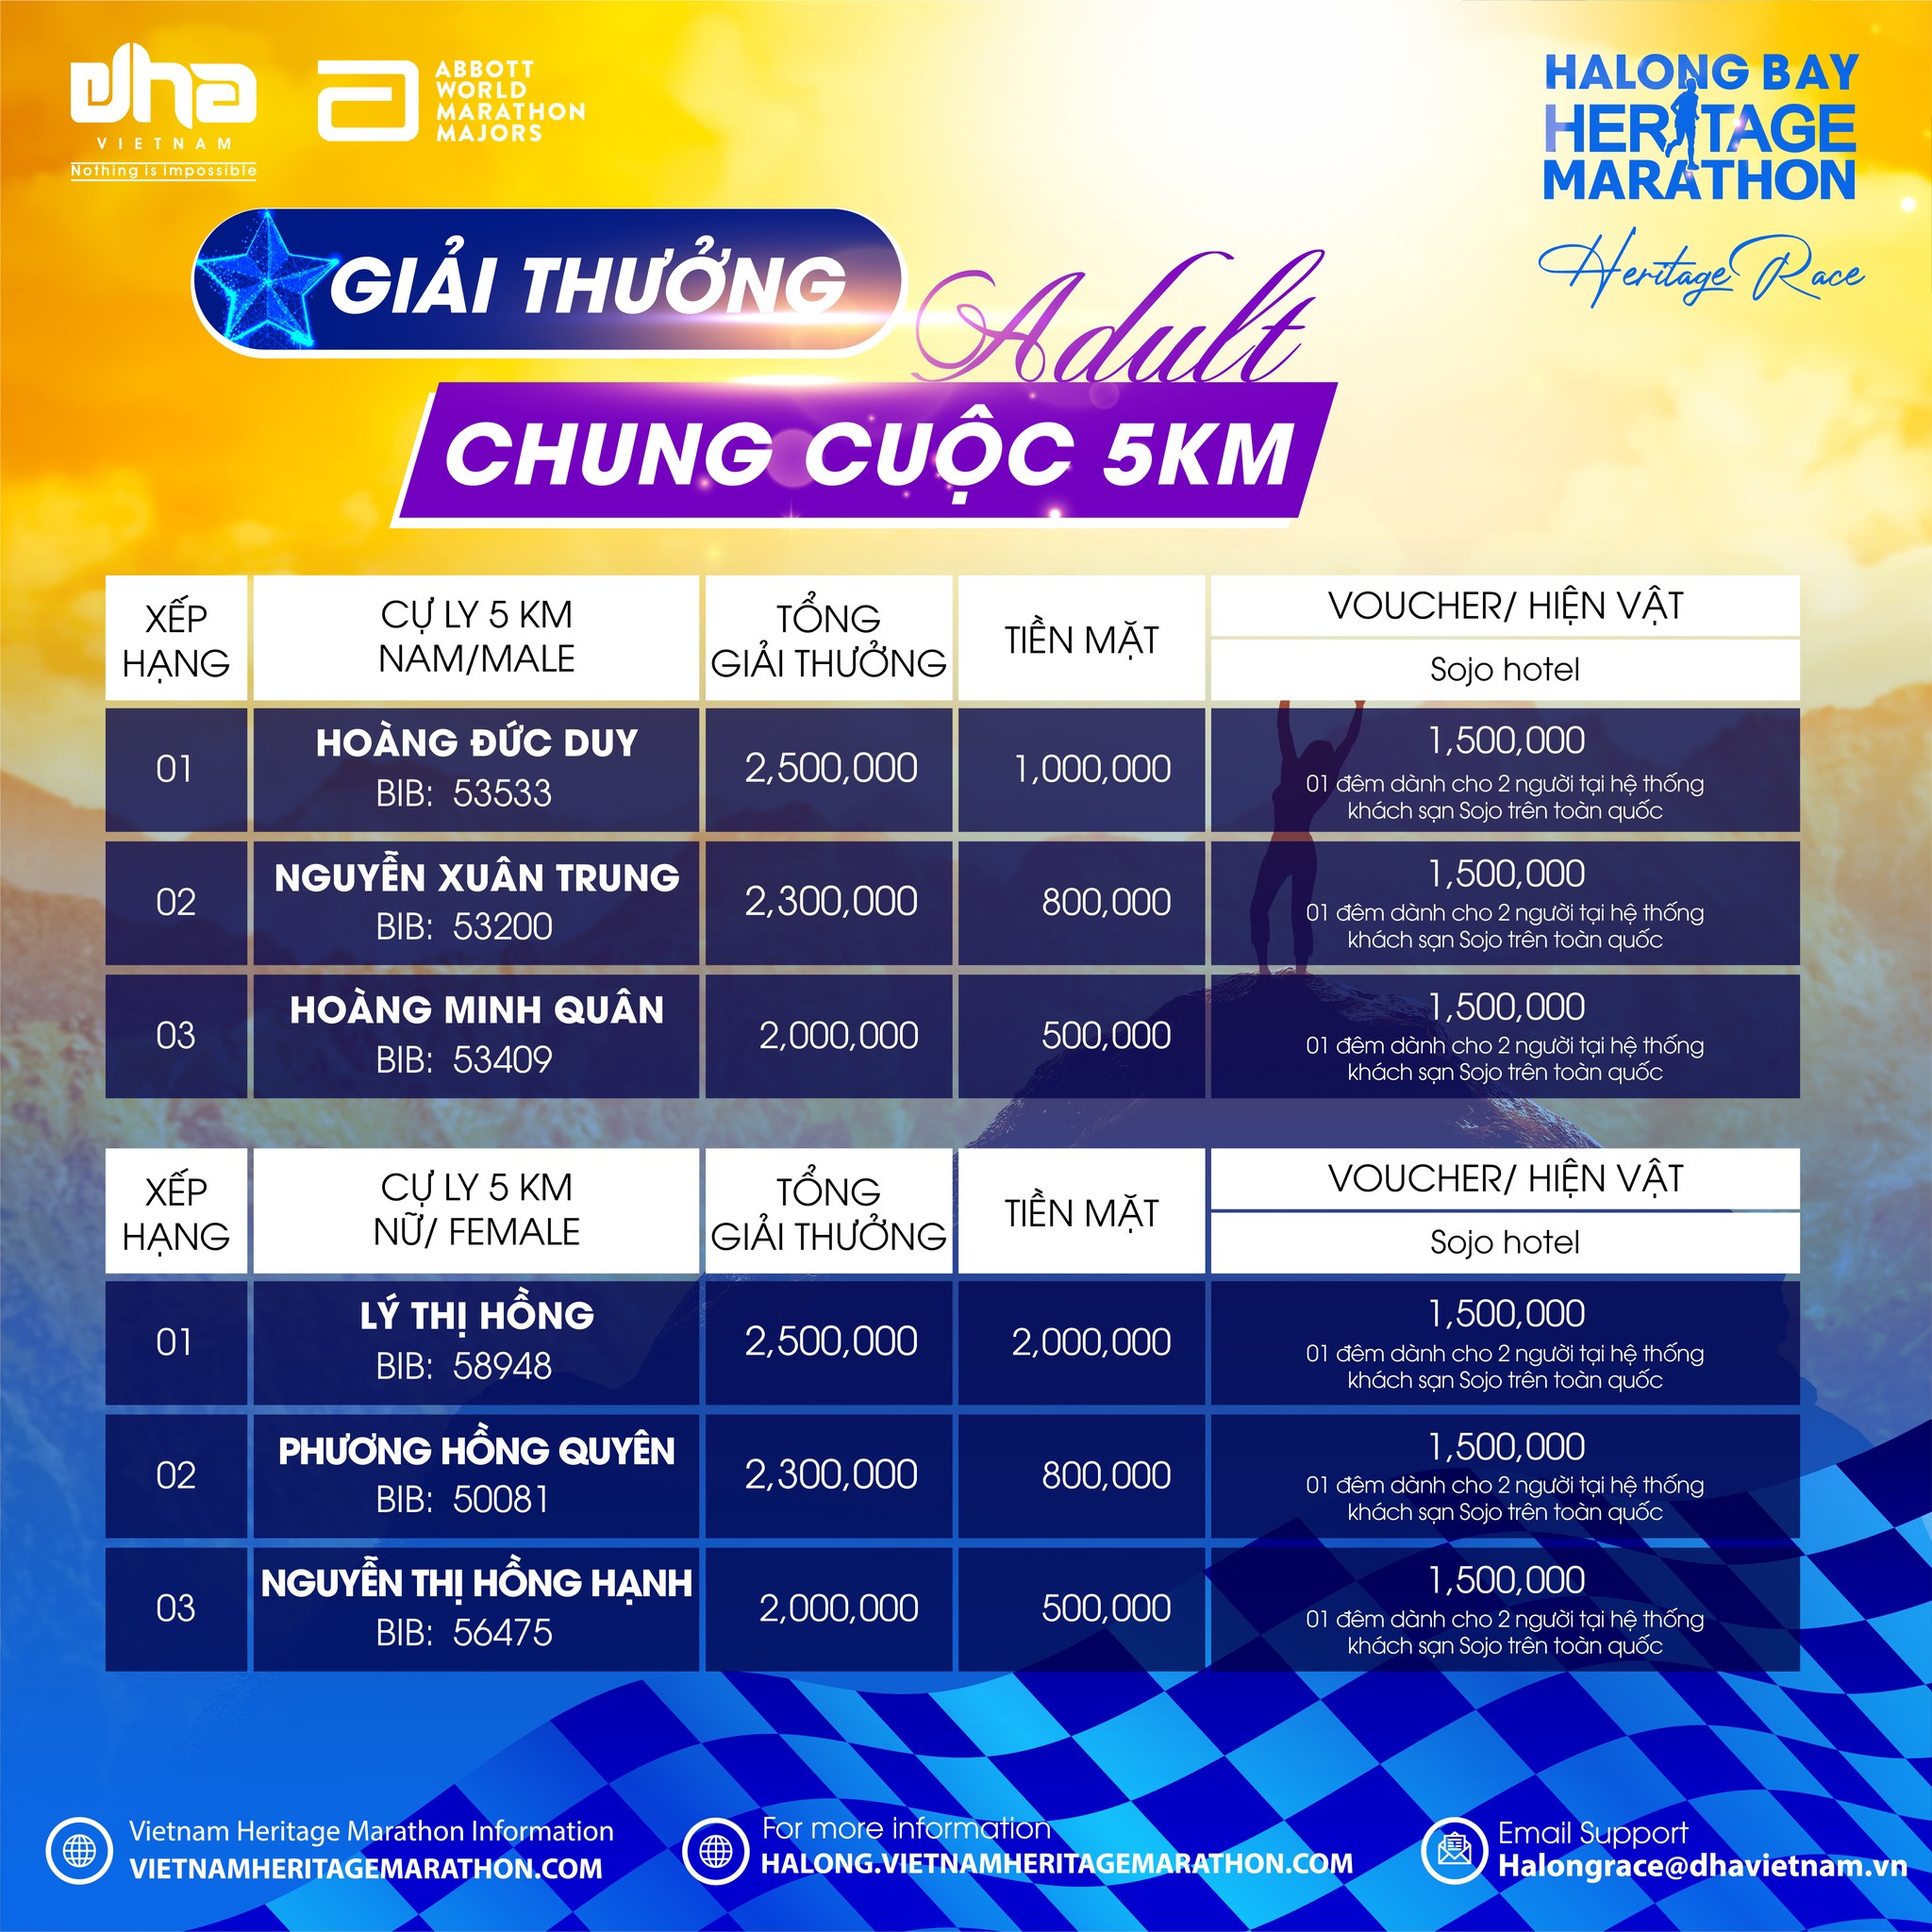 dha
VIETNAM
Nothing is impossible
ABBOTT
WORLD
MARATHON
MAJORS
HALONG BAY
HERITAGE
MARATHON
Heritage Race
GIẢI THƯỞNG
Adult
CHUNG CUỘC 5KM
XẾP
HẠNG
CỰ LY 5 KM
NAM/MALE
TỔNG
GIẢI THƯỞNG
TIỀN MẶT
VOUCHER/ HIỆN VẬT
Sojo hotel
01
HOÀNG ĐỨC DUY
BIB: 53533
2,500,000
1,000,000
1,500,000
01 đêm dành cho 2 người tại hệ thống
khách sạn Sojo trên toàn quốc
02
NGUYỄN XUÂN TRUNG
BIB: 53200
2,300,000
800,000
1,500,000
01 đêm dành cho 2 người tại hệ thống
khách sạn Sojo trên toàn quốc
03
HOÀNG MINH QUÂN
BIB: 53409
2,000,000
500,000
1,500,000
01 đêm dành cho 2 người tại hệ thống
khách sạn Sojo trên toàn quốc
XẾP
HẠNG
CỰ LY 5 KM
NỮ/ FEMALE
TỔNG
GIẢI THƯỞNG
TIỀN MẶT
VOUCHER/ HIỆN VẬT
Sojo hotel
01
LÝ THỊ HỒNG
BIB: 58948
2,500,000
2,000,000
1,500,000
01 đêm dành cho 2 người tại hệ thống
khách sạn Sojo trên toàn quốc
02
PHƯƠNG HỒNG QUYÊN
BIB: 50081
2,300,000
800,000
1,500,000
01 đêm dành cho 2 người tại hệ thống
khách sạn Sojo trên toàn quốc
03
NGUYỄN THỊ HỒNG HẠNH
BIB: 56475
2,000,000
500,000
1,500,000
01 đêm dành cho 2 người tại hệ thống
khách sạn Sojo trên toàn quốc
Vietnam Heritage Marathon Information
VIETNAMHERITAGEMARATHON.COM
For more information
HALONG.VIETNAMHERITAGEMARATHON.COM
Email Support
Halongrace@dhavietnam.vn